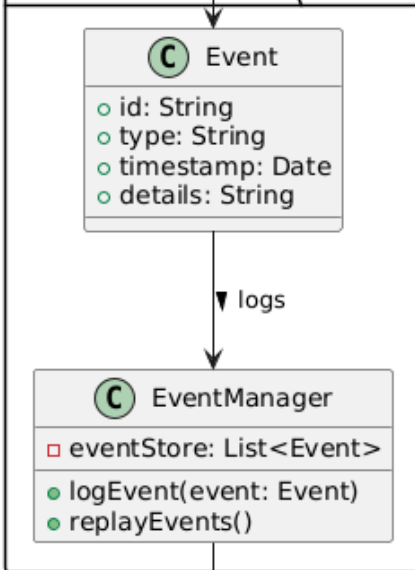 C Event
id: String
type: String
timestamp: Date
details: String
logs
C EventManager
eventStore: List<Event>
logEvent(event: Event)
replayEvents()